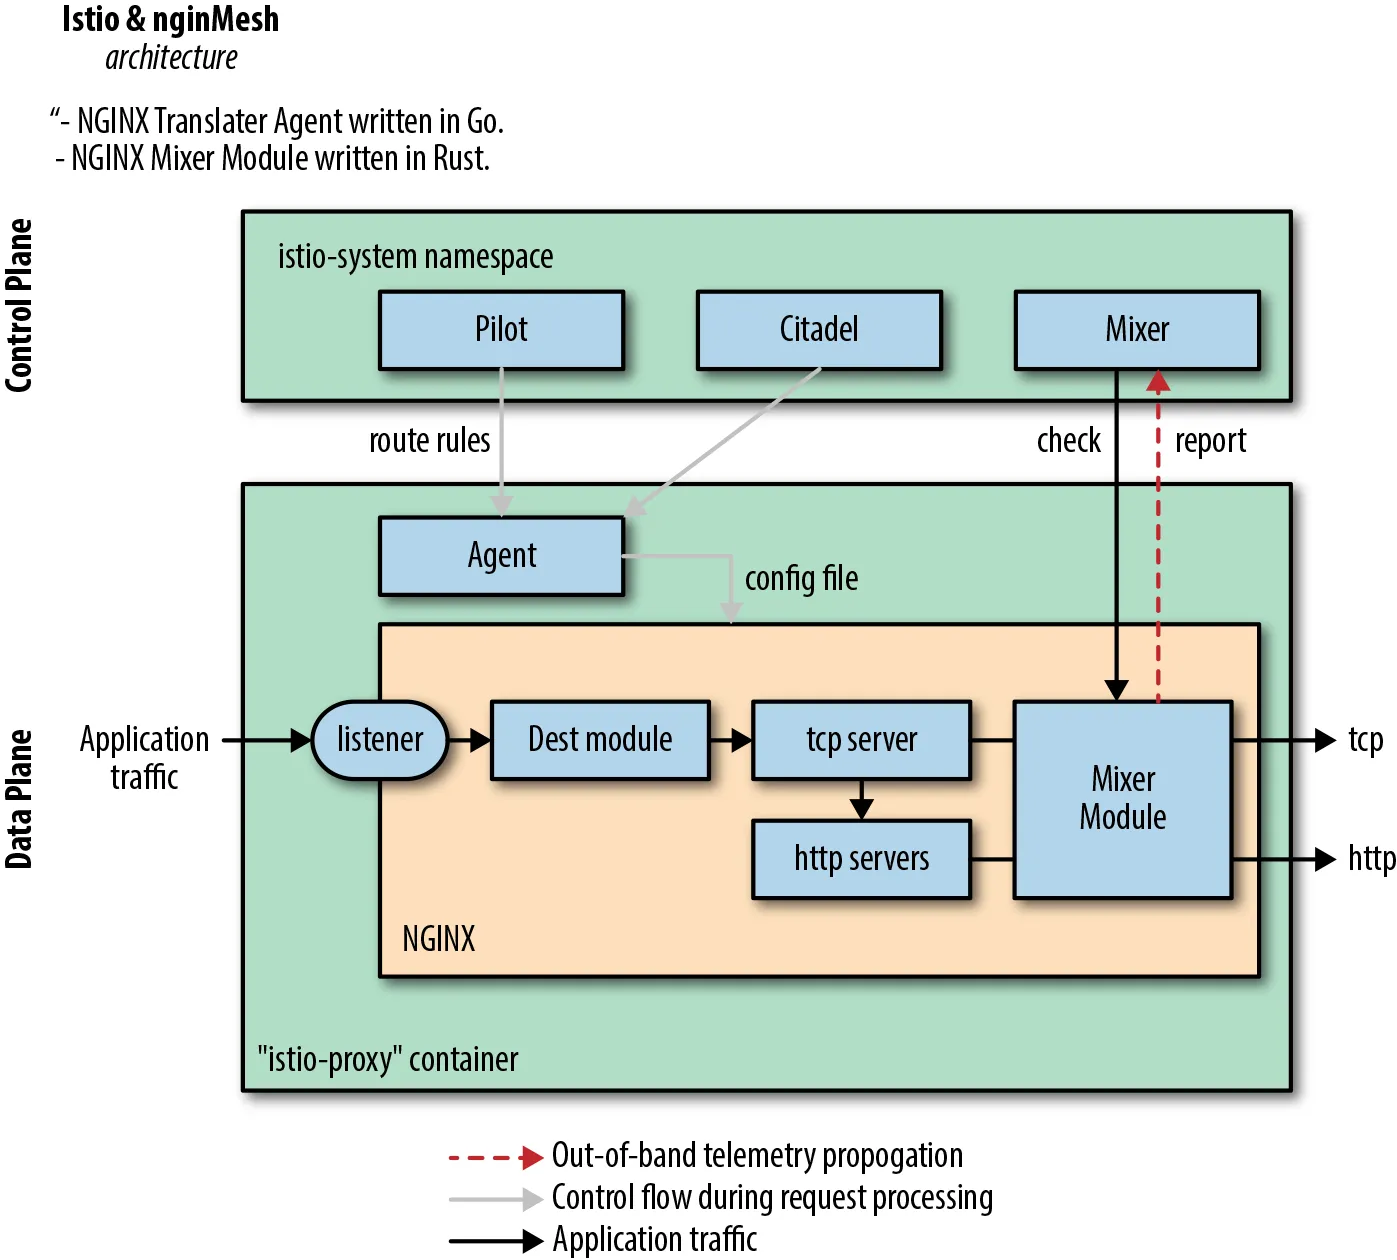 Istio & nginMesh
architecture
“- NGINX Translater Agent written in Go.
- NGINX Mixer Module written in Rust.
Control Plane
istio-system namespace
Pilot
Citadel
Mixer
route rules
check
report
Data Plane
Agent
config file
Application
traffic
listener
Dest module
tcp server
http servers
Mixer
Module
tcp
http
NGINX
"istio-proxy" container
Out-of-band telemetry propogation
Control flow during request processing
Application traffic